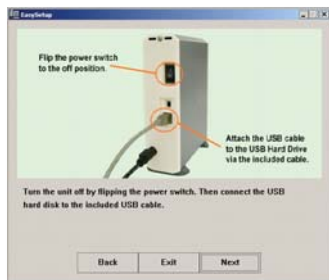 EasySetup
Flip the power switch
to the off position.
Attach the USB cable
to the USB Hard Drive
via the included cable.
Turn the unit off by flipping the power switch. Then connect the USB
hard disk to the included USB cable.
Back Exit Next